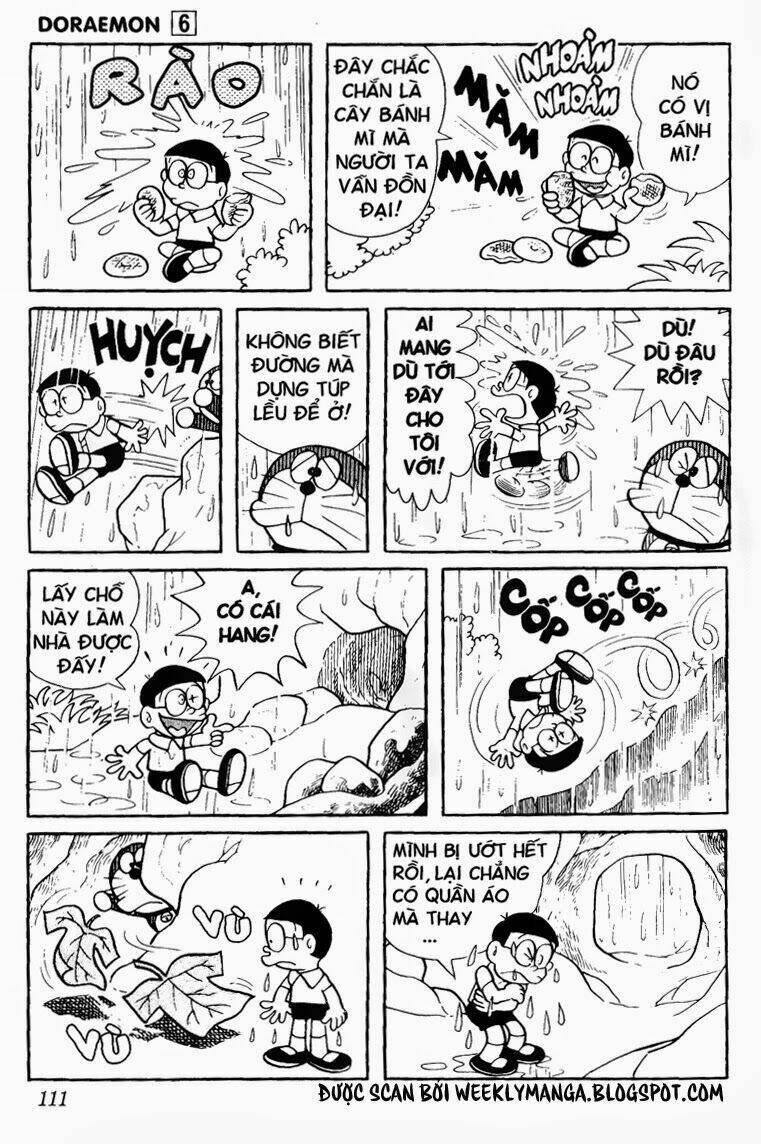 DORAEMON 6
NÓ
CÓ VỊ
BÁNH
MÌ!
NHOÁM
NHOÁM
MĂM
MĂM
ĐÂY CHẮC
CHẮN LÀ
CÂY BÁNH
MÌ MÀ
NGƯỜI TA
VẪN ĐỒN
ĐẠI!
RÀO
DÙ!
DÙ ĐÂU
RỒI?
AI
MANG
DÙ TỚI
ĐÂY
CHO
TÔI
VỚI!
KHÔNG BIẾT
ĐƯỜNG MÀ
DỰNG TÚP
LỀU ĐỂ Ở!
HUỴCH
CỐP
CỐP
CỐP
A,
CÓ CÁI
HANG!
LẤY CHỖ
NÀY LÀM
NHÀ ĐƯỢC
ĐẤY!
MÌNH BỊ ƯỚT HẾT
RỒI, LẠI CHẲNG
CÓ QUẦN ÁO
MÀ THAY
...
VÙ
VÙ
111
ĐƯỢC SCAN BỞI WEEKLYMANGA.BLOGSPOT.COM